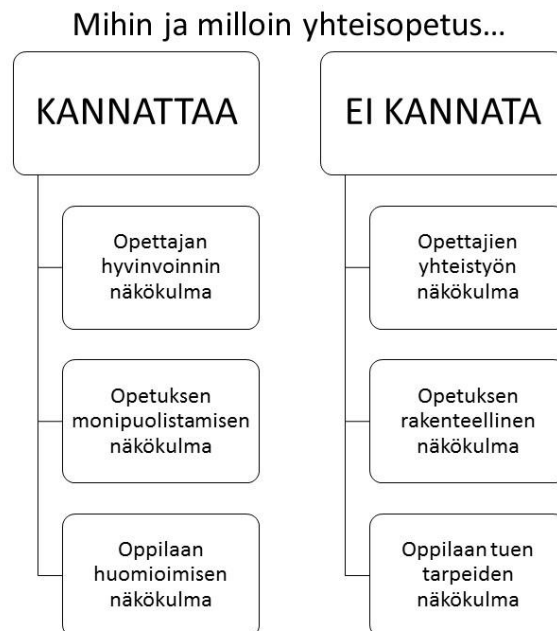 Mihin ja milloin yhteisopetus...
KANNATTAA
Opettajan
hyvinvoinnin
näkökulma
Opetuksen
monipuolistamisen
näkökulma
Oppilaan
huomioimisen
näkökulma
EI KANNATA
Opettajien
yhteistyön
näkökulma
Opetuksen
rakenteellinen
näkökulma
Oppilaan tuen
tarpeiden
näkökulma